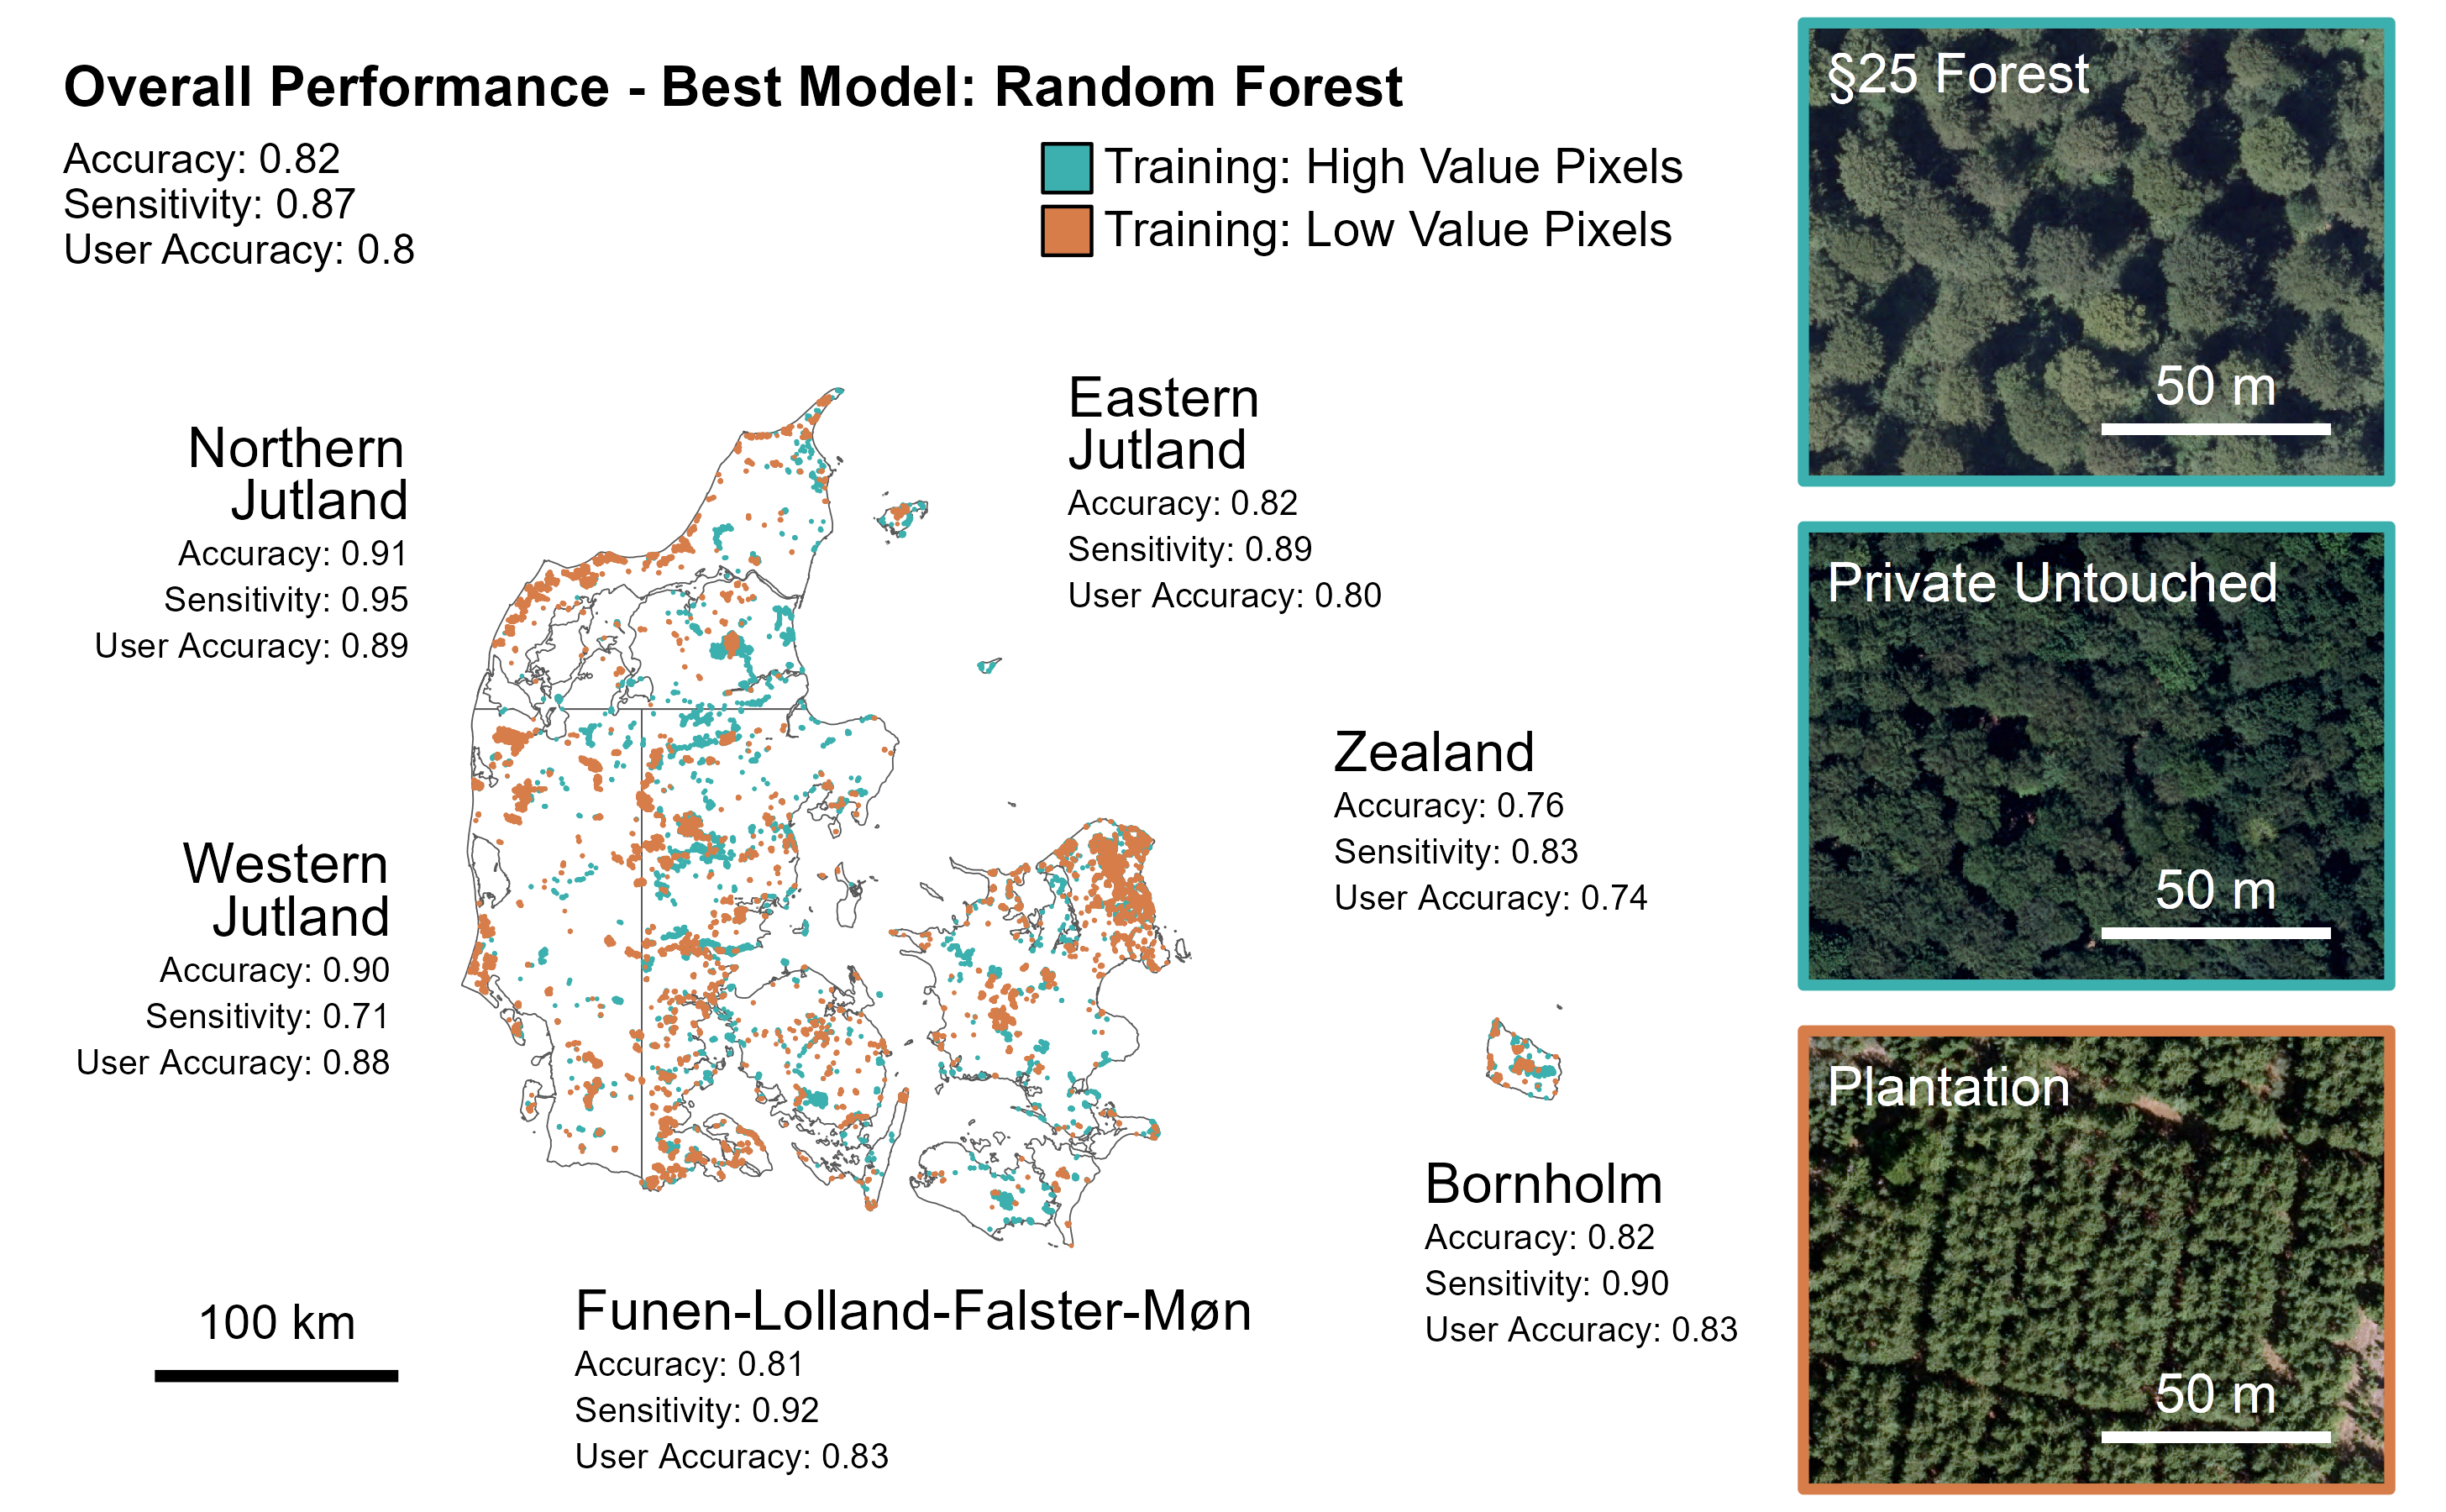 Overall Performance - Best Model: Random Forest
Accuracy: 0.82
Sensitivity: 0.87
User Accuracy: 0.8
Training: High Value Pixels
Training: Low Value Pixels
Northern
Jutland
Accuracy: 0.91
Sensitivity: 0.95
User Accuracy: 0.89
Eastern
Jutland
Accuracy: 0.82
Sensitivity: 0.89
User Accuracy: 0.80
Western
Jutland
Accuracy: 0.90
Sensitivity: 0.71
User Accuracy: 0.88
Zealand
Accuracy: 0.76
Sensitivity: 0.83
User Accuracy: 0.74
Bornholm
Accuracy: 0.82
Sensitivity: 0.90
User Accuracy: 0.83
Funen-Lolland-Falster-Møn
Accuracy: 0.81
Sensitivity: 0.92
User Accuracy: 0.83
100 km
§25 Forest
50 m
Private Untouched
50 m
Plantation
50 m